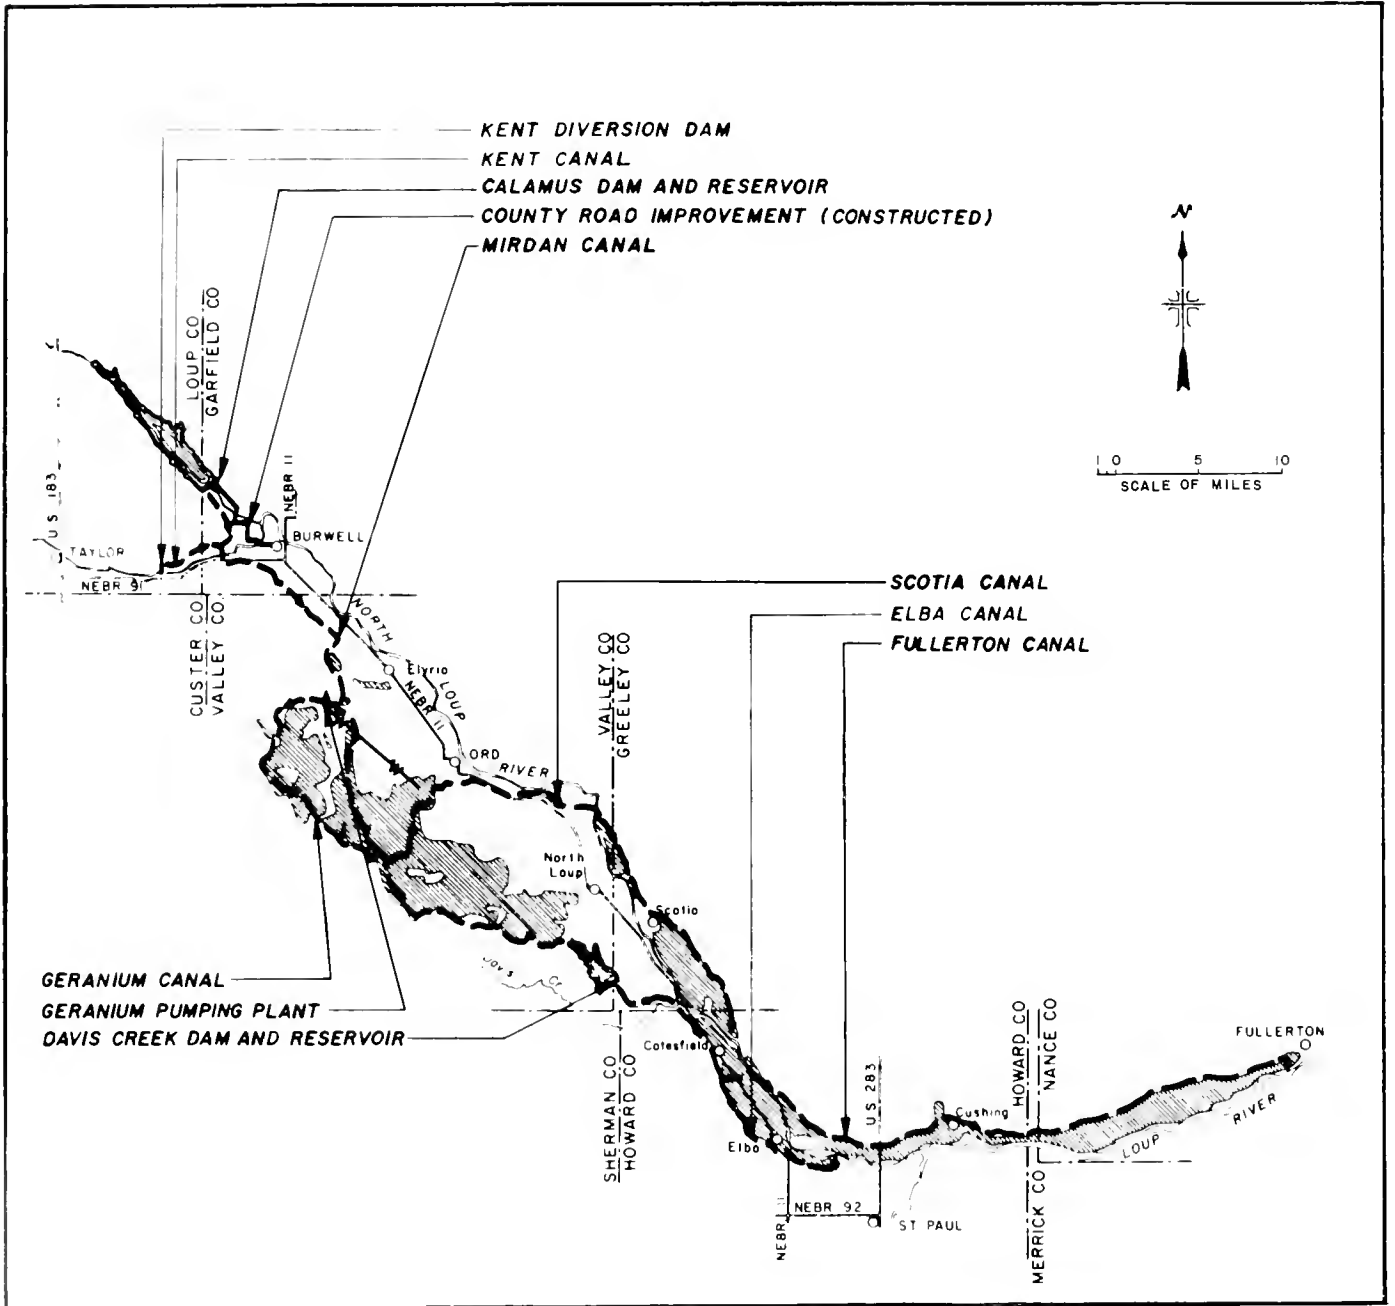 KENT DIVERSION DAM
KENT CANAL
CALAMUS DAM AND RESERVOIR
COUNTY ROAD IMPROVEMENT (CONSTRUCTED)
MIRDAN CANAL
N
1 0 5 10
SCALE OF MILES
LOUP CO
GARFIELD CO
US 183
NEBR 11
BURWELL
TAYLOR
NEBR 91
CUSTER CO
VALLEY CO
NORTH
LOUP
RIVER
Elyria
NEBR 11
ORD
VALLEY CO
GREELEY CO
SCOTIA CANAL
ELBA CANAL
FULLERTON CANAL
North
Loup
Scotia
GERANIUM CANAL
GERANIUM PUMPING PLANT
DAVIS CREEK DAM AND RESERVOIR
SHERMAN CO
HOWARD CO
Cotesfield
Elba
US 283
Cushing
HOWARD CO
NANCE CO
FULLERTON
LOUP
RIVER
MERRICK CO
NEBR 11
NEBR 92
ST PAUL